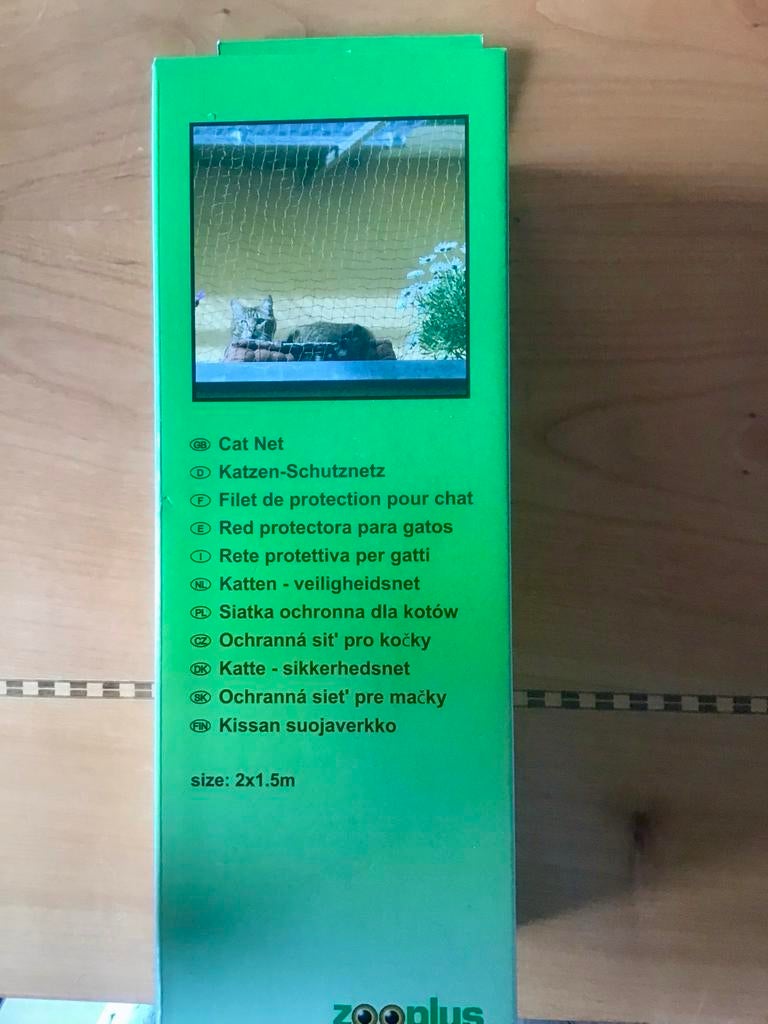 GB Cat Net
D Katzen-Schutznetz
F Filet de protection pour chat
E Red protectora para gatos
I Rete protettiva per gatti
NL Katten - veiligheidsnet
PL Siatka ochronna dla kotów
CZ Ochranná sit' pro kočky
DK Katte - sikkerhedsnet
SK Ochranná siet' pre mačky
FIN Kissan suojaverkko
size: 2x1.5m
zooplus